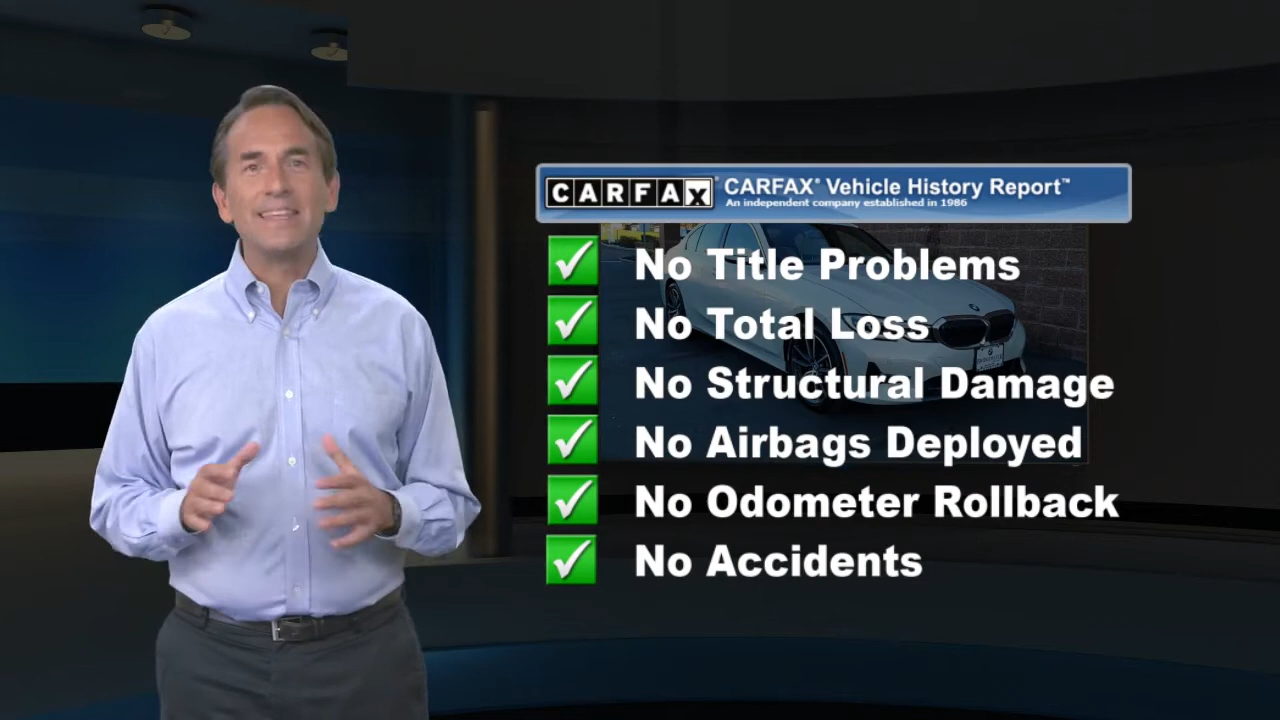 CARFAX® CARFAX® Vehicle History Report™
An independent company established in 1986
No Title Problems
No Total Loss
No Structural Damage
No Airbags Deployed
No Odometer Rollback
No Accidents